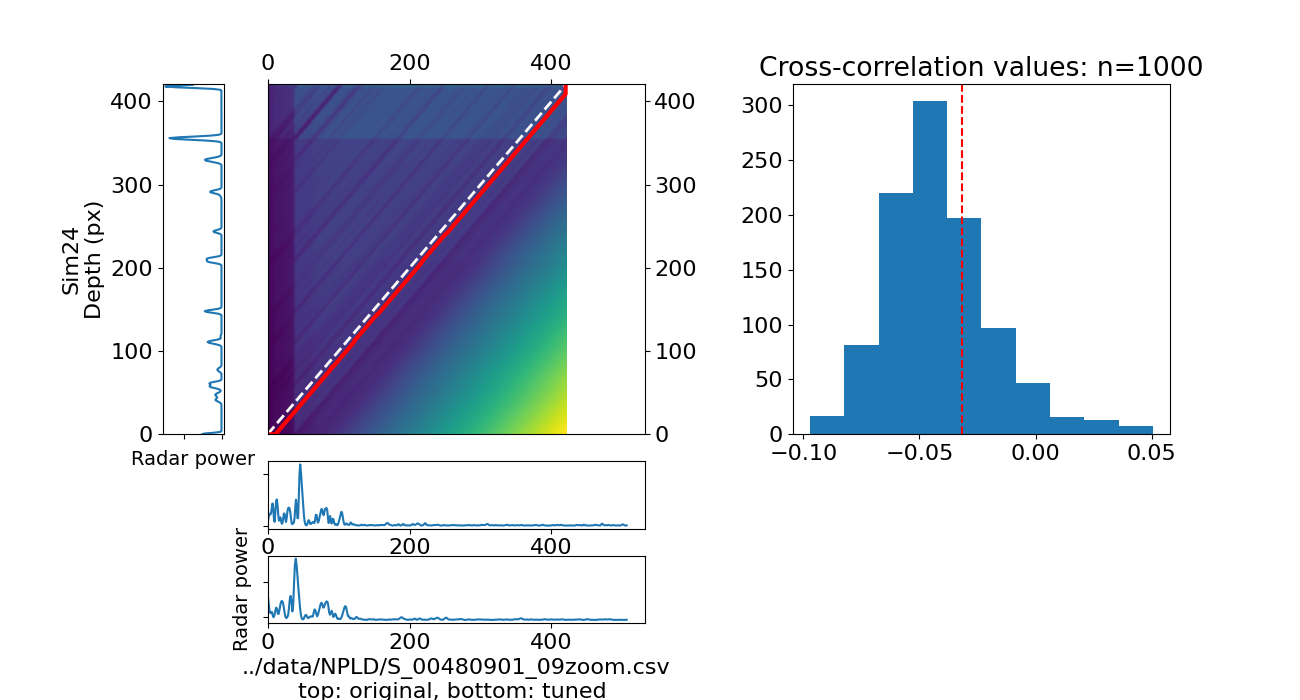 0 200 400
Cross-correlation values: n=1000
400
300
200
100
0
Sim24
Depth (px)
Radar power
400
300
200
100
0
300
250
200
150
100
50
0
−0.10 −0.05 0.00 0.05
0 200 400
Radar power
0 200 400
../data/NPLD/S_00480901_09zoom.csv
top: original, bottom: tuned